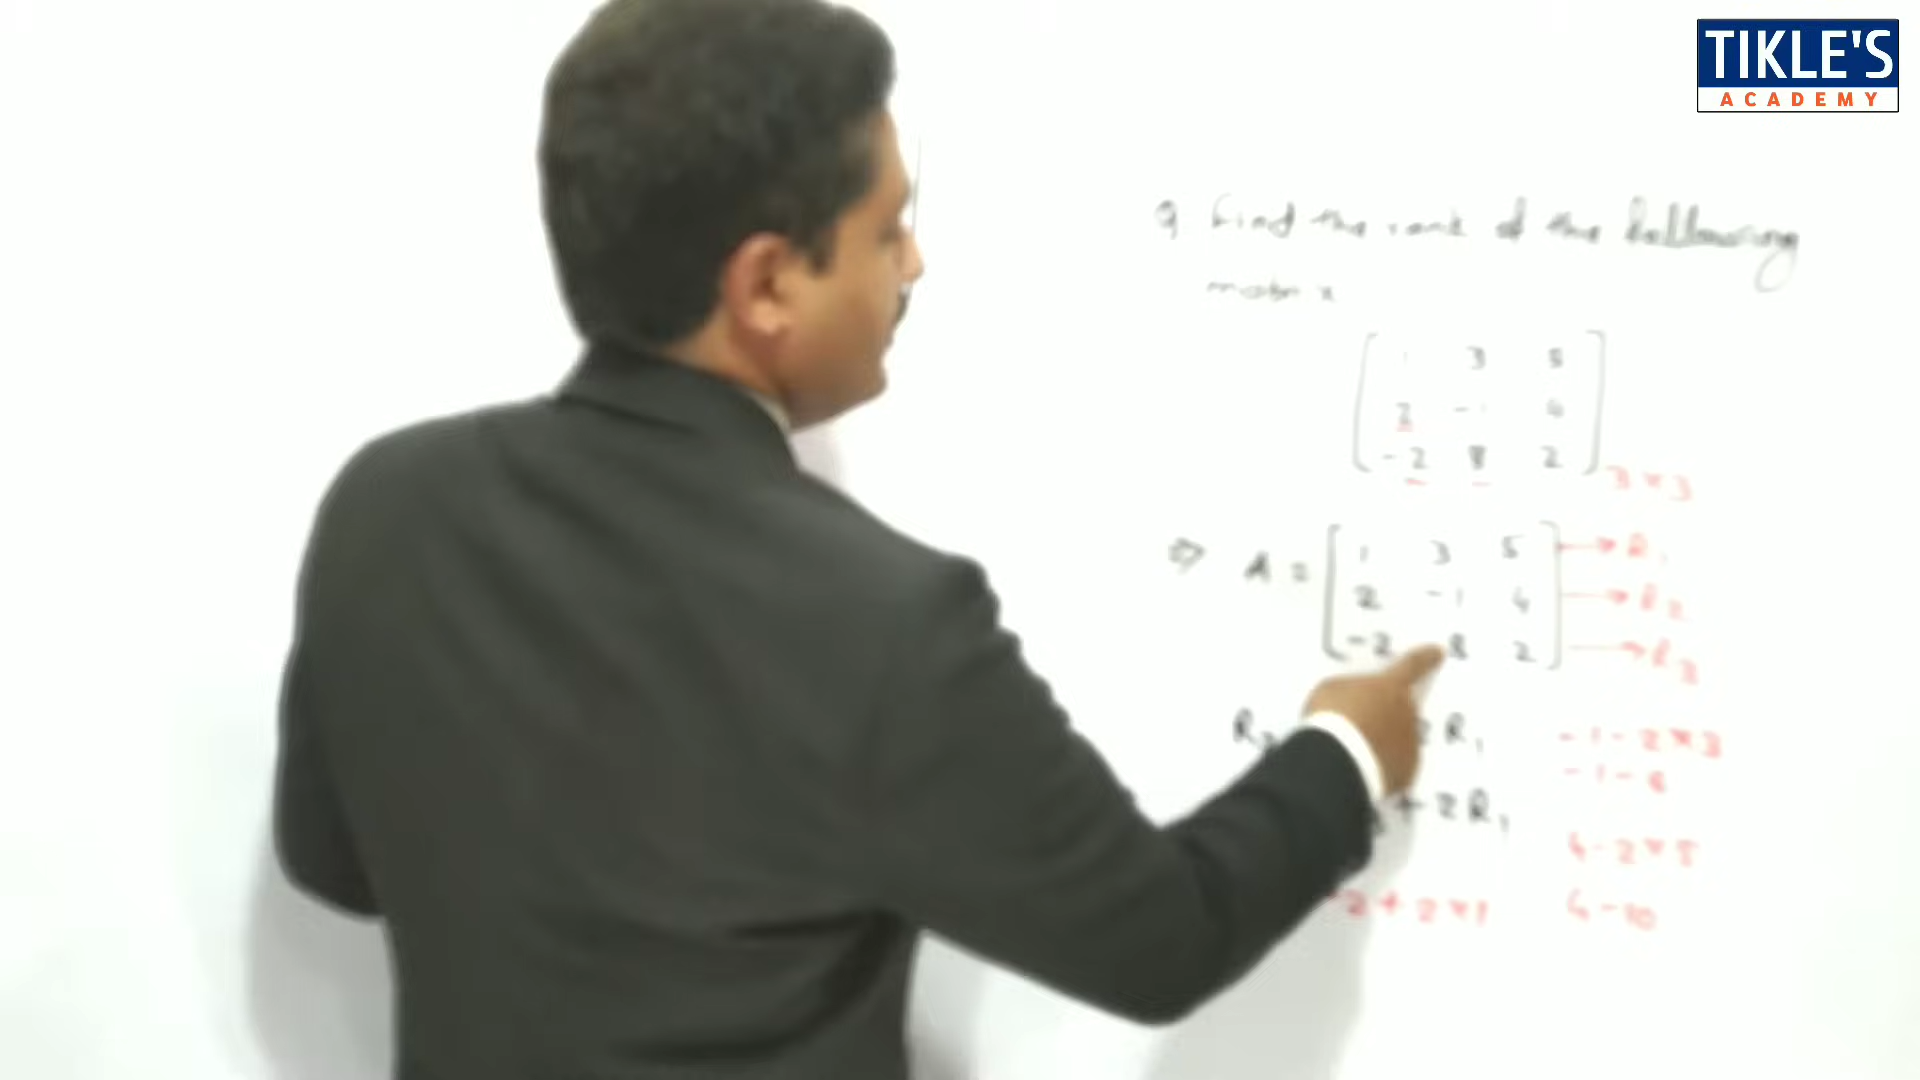 TIKLE'S
ACADEMY
Q Find the rank of the following
matrix
1 3 5
2 -1 4
-2 8 2
3×3
⇒ A = 1 3 5 → R1
2 -1 4 → R2
-2 8 2 → R3
R2 R1 -1-2×3
-1-6
+2R1
4-2×5
-2+2×1 4-10